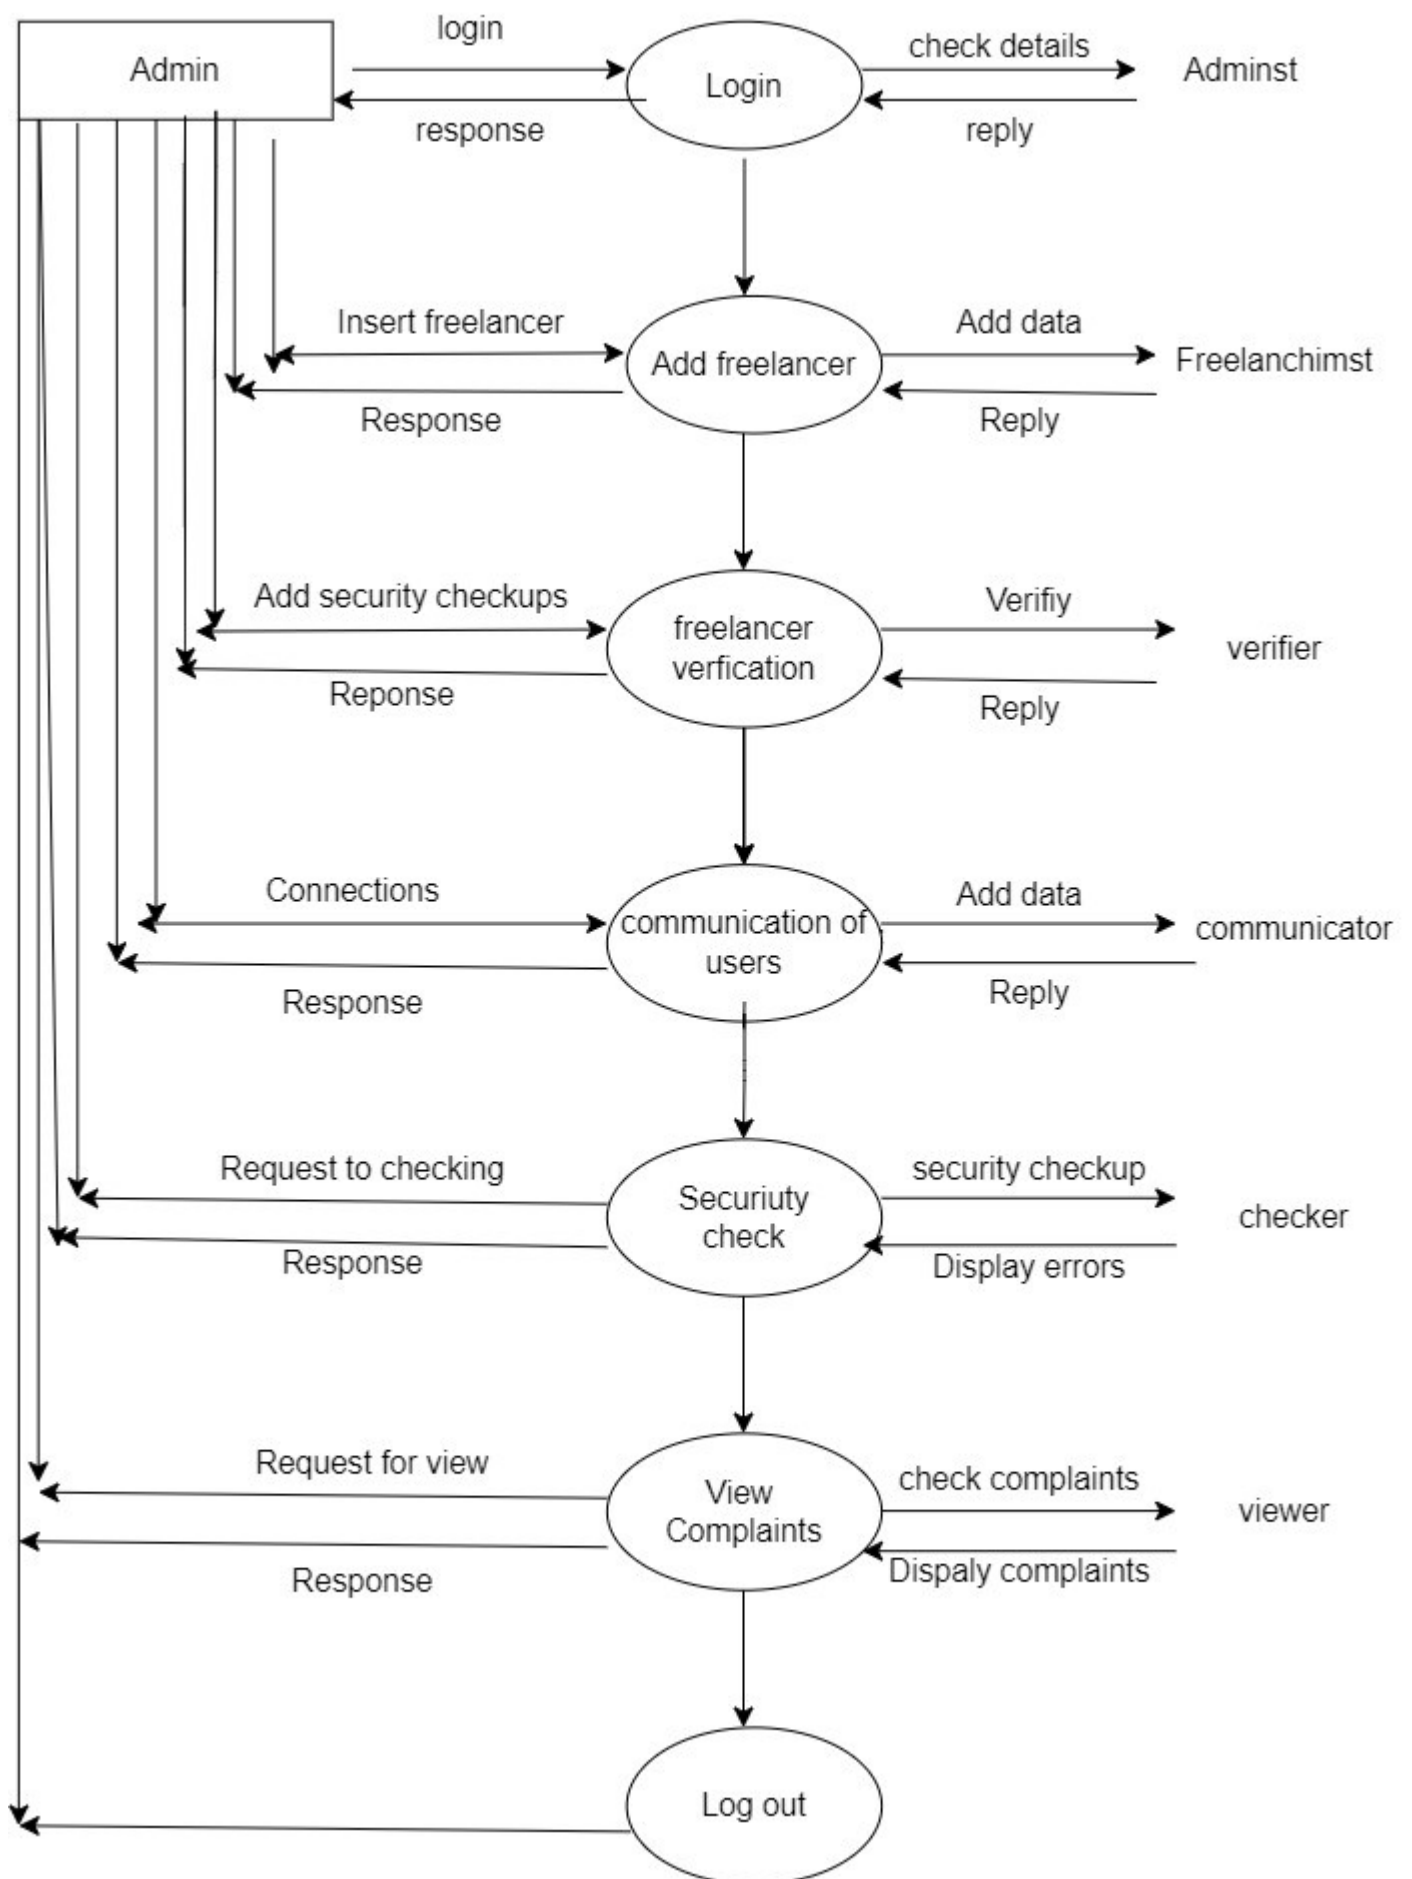 login
Admin
Login
check details
Adminst
response
reply
Insert freelancer
Add freelancer
Add data
Freelanchimst
Response
Reply
Add security checkups
freelancer
verfication
Verifiy
verifier
Reponse
Reply
Connections
communication of
users
Add data
communicator
Response
Reply
Request to checking
Securiuty
check
security checkup
checker
Response
Display errors
Request for view
View
Complaints
check complaints
viewer
Response
Dispaly complaints
Log out